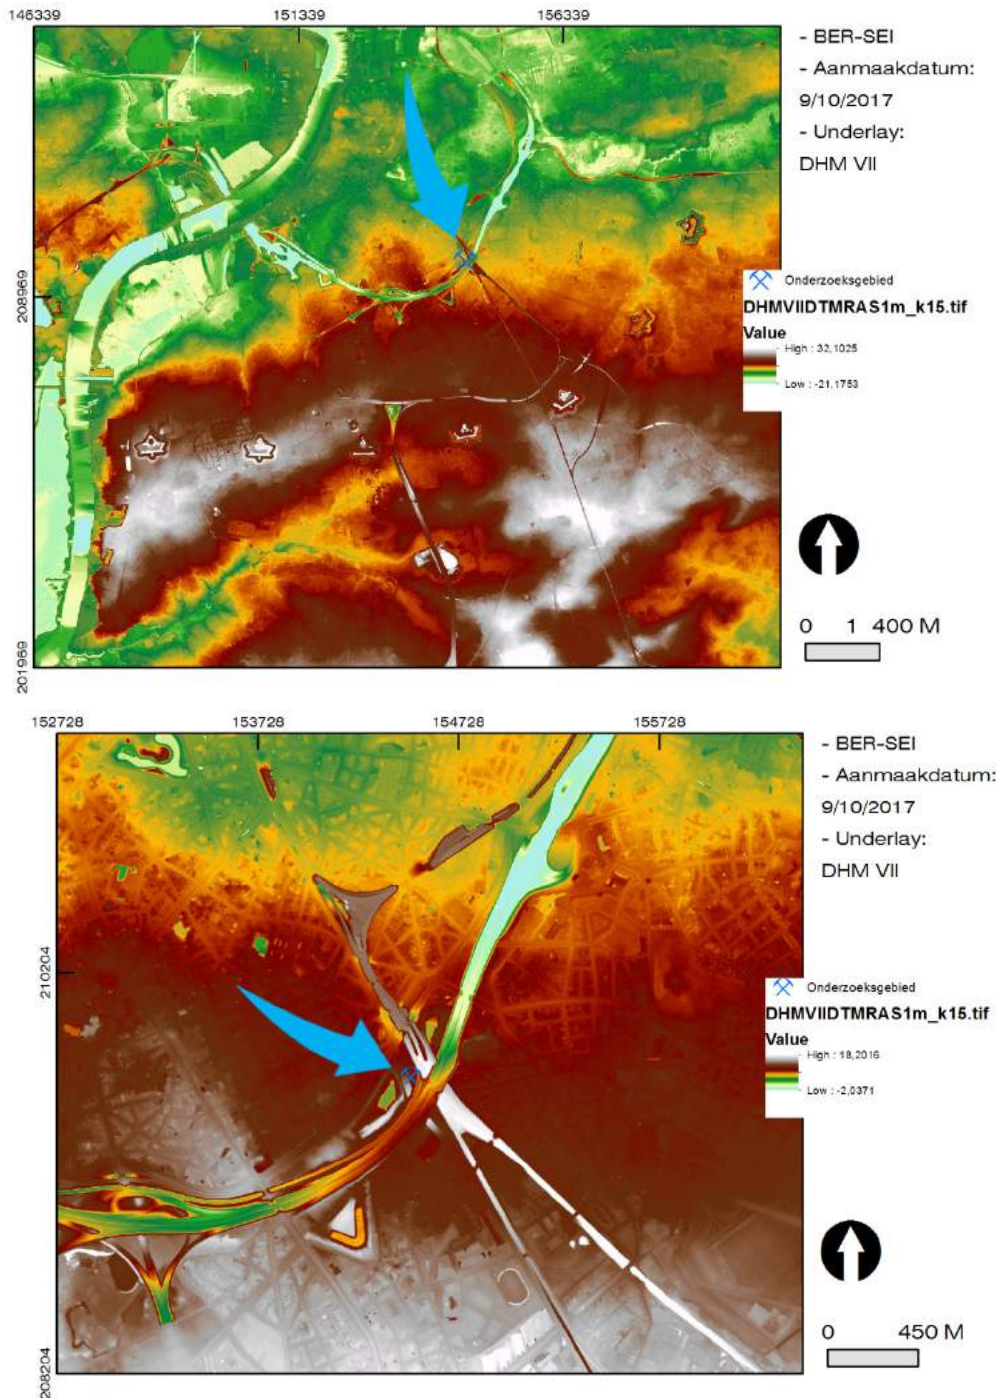 146339 151339 156339
- BER-SEI
- Aanmaakdatum:
9/10/2017
- Underlay:
DHM VII
208969
Onderzoeksgebied
DHMVIIDTMRAS1m_k15.tif
Value
High : 32,1025
Low : -21,1753
201969
0 1 400 M
152728 153728 154728 155728
- BER-SEI
- Aanmaakdatum:
9/10/2017
- Underlay:
DHM VII
210204
Onderzoeksgebied
DHMVIIDTMRAS1m_k15.tif
Value
High : 18,2016
Low : -2,0371
208204
0 450 M